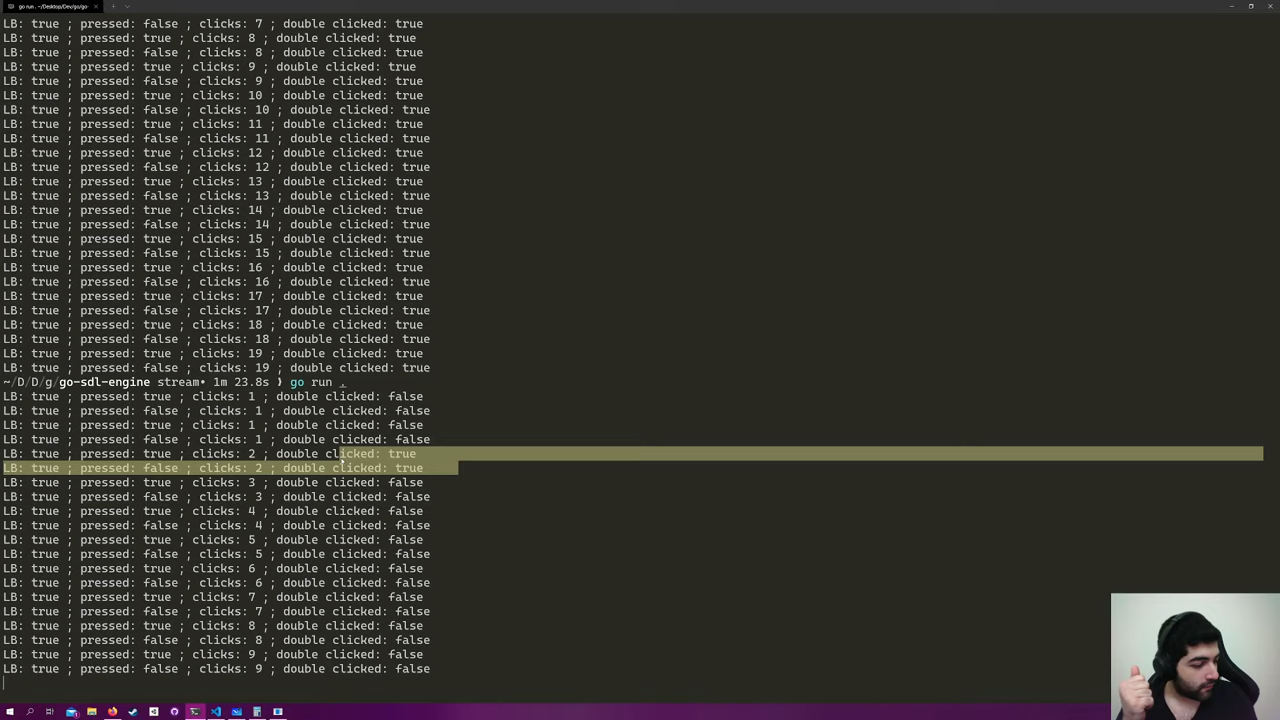 go run . ~/Desktop/Dev/go/go-
LB: true ; pressed: false ; clicks: 7 ; double clicked: true
LB: true ; pressed: true ; clicks: 8 ; double clicked: true
LB: true ; pressed: false ; clicks: 8 ; double clicked: true
LB: true ; pressed: true ; clicks: 9 ; double clicked: true
LB: true ; pressed: false ; clicks: 9 ; double clicked: true
LB: true ; pressed: true ; clicks: 10 ; double clicked: true
LB: true ; pressed: false ; clicks: 10 ; double clicked: true
LB: true ; pressed: true ; clicks: 11 ; double clicked: true
LB: true ; pressed: false ; clicks: 11 ; double clicked: true
LB: true ; pressed: true ; clicks: 12 ; double clicked: true
LB: true ; pressed: false ; clicks: 12 ; double clicked: true
LB: true ; pressed: true ; clicks: 13 ; double clicked: true
LB: true ; pressed: false ; clicks: 13 ; double clicked: true
LB: true ; pressed: true ; clicks: 14 ; double clicked: true
LB: true ; pressed: false ; clicks: 14 ; double clicked: true
LB: true ; pressed: true ; clicks: 15 ; double clicked: true
LB: true ; pressed: false ; clicks: 15 ; double clicked: true
LB: true ; pressed: true ; clicks: 16 ; double clicked: true
LB: true ; pressed: false ; clicks: 16 ; double clicked: true
LB: true ; pressed: true ; clicks: 17 ; double clicked: true
LB: true ; pressed: false ; clicks: 17 ; double clicked: true
LB: true ; pressed: true ; clicks: 18 ; double clicked: true
LB: true ; pressed: false ; clicks: 18 ; double clicked: true
LB: true ; pressed: true ; clicks: 19 ; double clicked: true
LB: true ; pressed: false ; clicks: 19 ; double clicked: true
~/D/D/g/go-sdl-engine stream• 1m 23.8s ) go run .
LB: true ; pressed: true ; clicks: 1 ; double clicked: false
LB: true ; pressed: false ; clicks: 1 ; double clicked: false
LB: true ; pressed: true ; clicks: 1 ; double clicked: false
LB: true ; pressed: false ; clicks: 1 ; double clicked: false
LB: true ; pressed: true ; clicks: 2 ; double clicked: true
LB: true ; pressed: false ; clicks: 2 ; double clicked: true
LB: true ; pressed: true ; clicks: 3 ; double clicked: false
LB: true ; pressed: false ; clicks: 3 ; double clicked: false
LB: true ; pressed: true ; clicks: 4 ; double clicked: false
LB: true ; pressed: false ; clicks: 4 ; double clicked: false
LB: true ; pressed: true ; clicks: 5 ; double clicked: false
LB: true ; pressed: false ; clicks: 5 ; double clicked: false
LB: true ; pressed: true ; clicks: 6 ; double clicked: false
LB: true ; pressed: false ; clicks: 6 ; double clicked: false
LB: true ; pressed: true ; clicks: 7 ; double clicked: false
LB: true ; pressed: false ; clicks: 7 ; double clicked: false
LB: true ; pressed: true ; clicks: 8 ; double clicked: false
LB: true ; pressed: false ; clicks: 8 ; double clicked: false
LB: true ; pressed: true ; clicks: 9 ; double clicked: false
LB: true ; pressed: false ; clicks: 9 ; double clicked: false